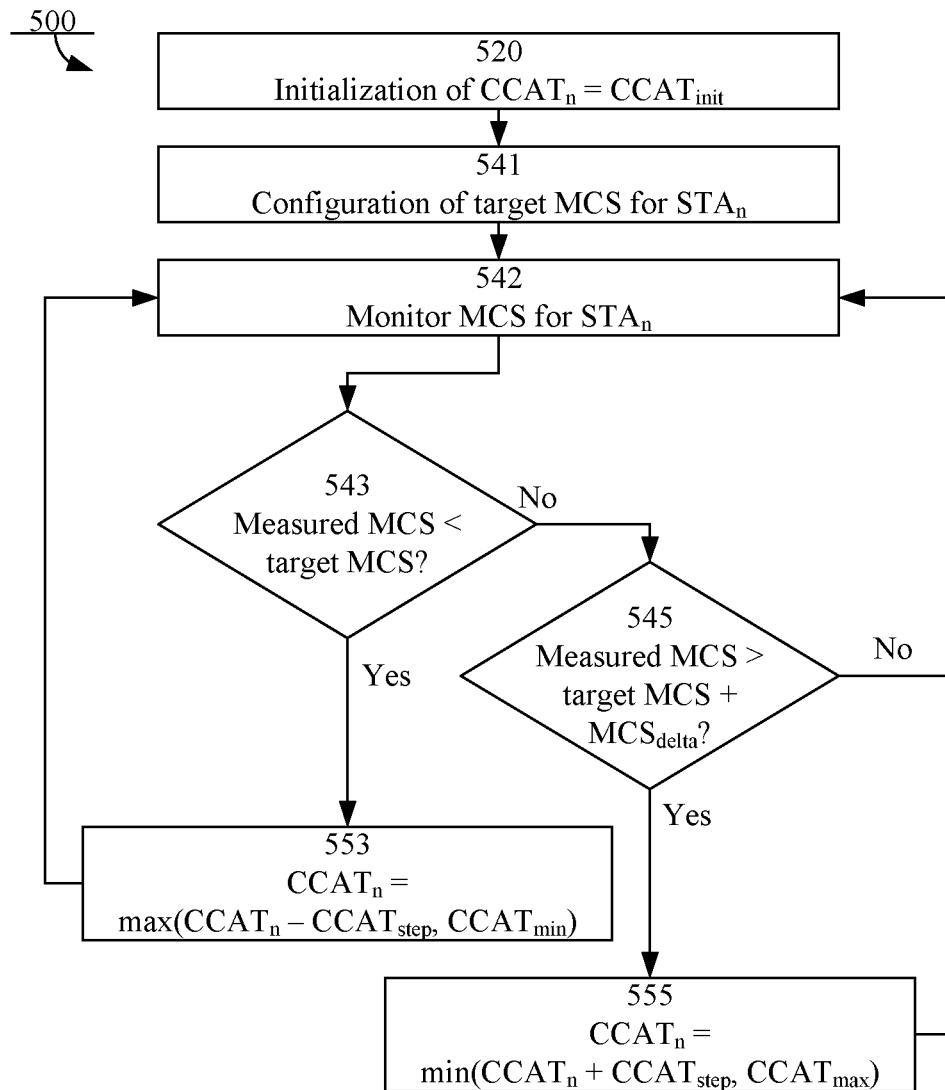 500
520
Initialization of CCATn = CCATinit
541
Configuration of target MCS for STAn
542
Monitor MCS for STAn
543
Measured MCS <
target MCS?
No
545
Measured MCS >
target MCS +
MCSdelta?
No
Yes
Yes
553
CCATn =
max(CCATn – CCATstep, CCATmin)
555
CCATn =
min(CCATn + CCATstep, CCATmax)